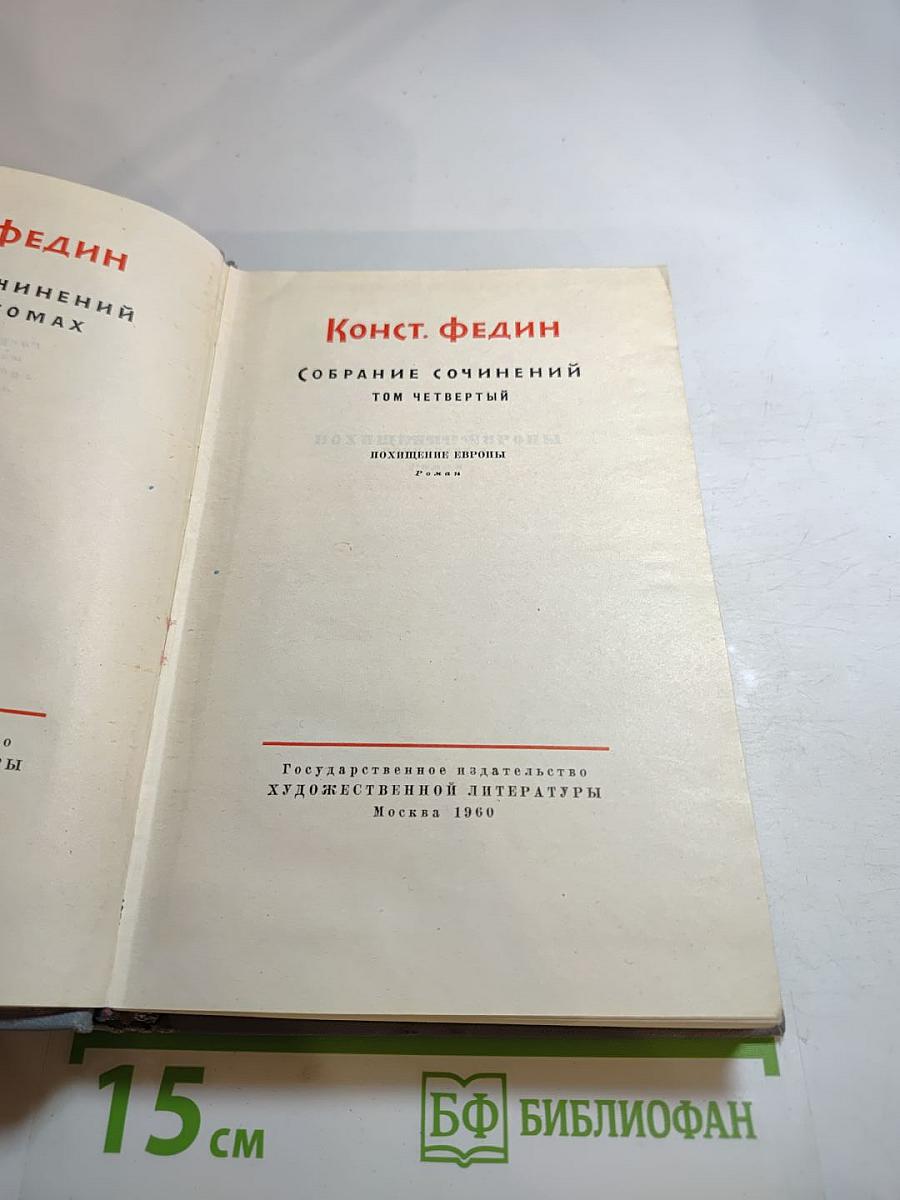 ФЕДИН
ЧИНЕНИЙ
ТОМАХ
КОНСТ. ФЕДИН
СОБРАНИЕ СОЧИНЕНИЙ
ТОМ ЧЕТВЕРТЫЙ
ПОХИЩЕНИЕ ЕВРОПЫ
Роман
Государственное издательство
ХУДОЖЕСТВЕННОЙ ЛИТЕРАТУРЫ
Москва 1960
15 см
БФ БИБЛИОФАН